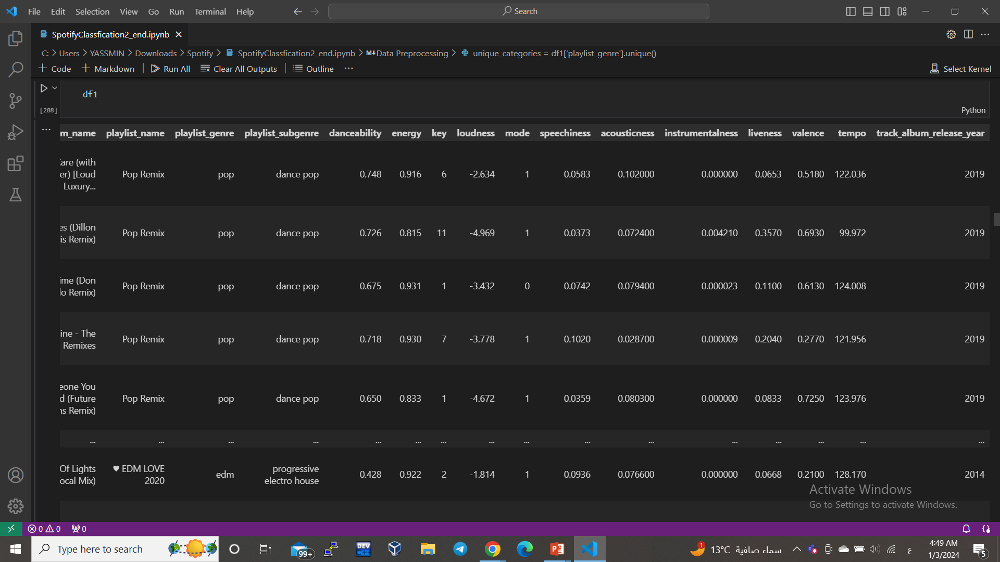 File Edit Selection View Go Run Terminal Help
Search
SpotifyClassfication2_end.ipynb
C: > Users > YASSMIN > Downloads > Spotify > SpotifyClassfication2_end.ipynb > M↓Data Preprocessing > unique_categories = df1['playlist_genre'].unique()
+ Code + Markdown | Run All Clear All Outputs | Outline ...
Select Kernel
df1
[288]
Python
...
m_name playlist_name playlist_genre playlist_subgenre danceability energy key loudness mode speechiness acousticness instrumentalness liveness valence tempo track_album_release_year
Care (with
er) [Loud
Luxury...
Pop Remix pop dance pop 0.748 0.916 6 -2.634 1 0.0583 0.102000 0.000000 0.0653 0.5180 122.036 2019
es (Dillon
is Remix)
Pop Remix pop dance pop 0.726 0.815 11 -4.969 1 0.0373 0.072400 0.004210 0.3570 0.6930 99.972 2019
ime (Don
lo Remix)
Pop Remix pop dance pop 0.675 0.931 1 -3.432 0 0.0742 0.079400 0.000023 0.1100 0.6130 124.008 2019
ine - The
Remixes
Pop Remix pop dance pop 0.718 0.930 7 -3.778 1 0.1020 0.028700 0.000009 0.2040 0.2770 121.956 2019
eone You
d (Future
ns Remix)
Pop Remix pop dance pop 0.650 0.833 1 -4.672 1 0.0359 0.080300 0.000000 0.0833 0.7250 123.976 2019
... ... ... ... ... ... ... ... ... ... ... ... ... ... ... ...
Of Lights
ocal Mix)
♥ EDM LOVE
2020
edm
progressive
electro house
0.428 0.922 2 -1.814 1 0.0936 0.076600 0.000000 0.0668 0.2100 128.170 2014
Activate Windows
Go to Settings to activate Windows.
0 0 0
Type here to search
99+
DEV
C++
1
13°C سماء صافية
ع
4:49 AM
1/3/2024
5